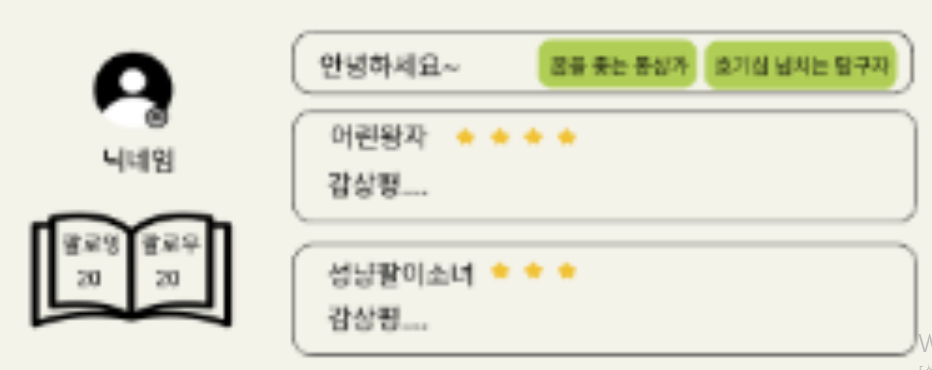 안녕하세요~
꿈을 쫓는 몽상가
호기심 넘치는 탐구자
닉네임
어린왕자
감상평....
팔로잉
20
팔로우
20
성냥팔이소녀
감상평....